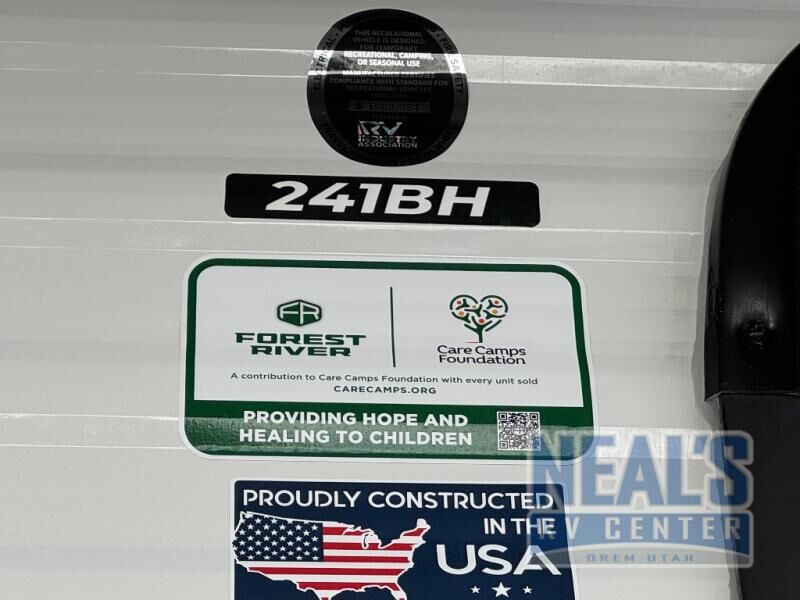 THIS RECREATIONAL
VEHICLE IS DESIGNED
FOR TEMPORARY
RECREATIONAL, CAMPING,
OR SEASONAL USE
MANUFACTURER CERTIFIES
COMPLIANCE WITH STANDARD FOR
RECREATIONAL VEHICLES
ELECTRICAL
FIRE SAFETY
RV
INDUSTRY
ASSOCIATION
241BH
FR
FOREST
RIVER
Care Camps
Foundation
A contribution to Care Camps Foundation with every unit sold
CARECAMPS.ORG
PROVIDING HOPE AND
HEALING TO CHILDREN
PROUDLY CONSTRUCTED
IN THE
USA
NEAL'S
RV CENTER
OREM UTAH